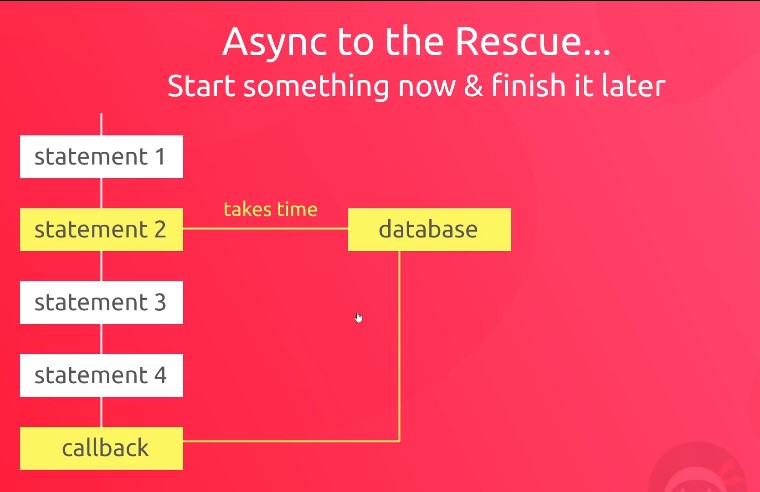 Async to the Rescue...
Start something now & finish it later
statement 1
takes time
statement 2
database
statement 3
statement 4
callback